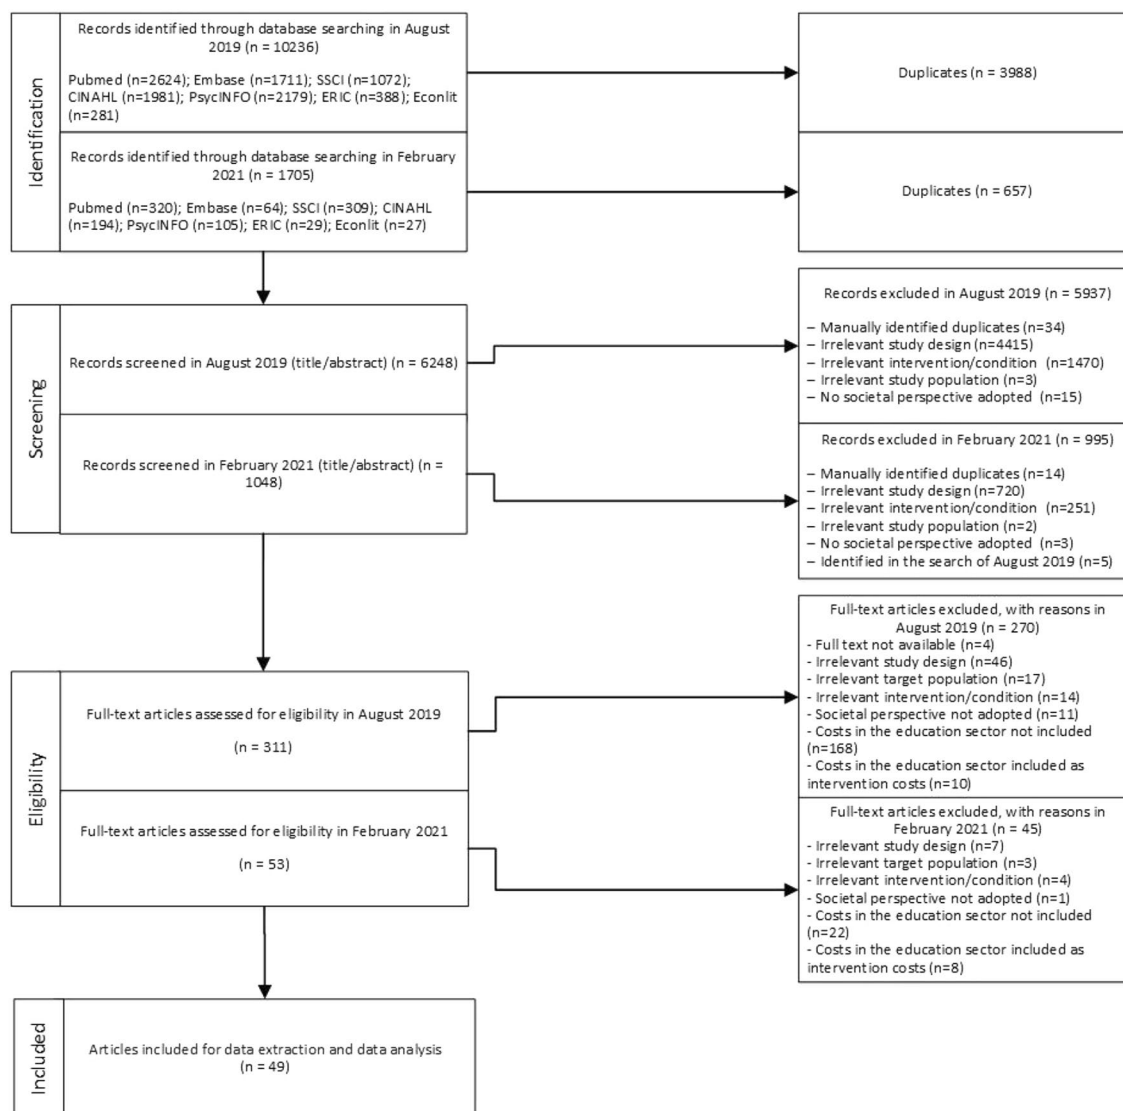 Identification
Records identified through database searching in August
2019 (n = 10236)
Pubmed (n=2624); Embase (n=1711); SSCI (n=1072);
CINAHL (n=1981); PsycINFO (n=2179); ERIC (n=388); Econlit
(n=281)
Duplicates (n = 3988)
Records identified through database searching in February
2021 (n = 1705)
Pubmed (n=320); Embase (n=64); SSCI (n=309); CINAHL
(n=194); PsycINFO (n=105); ERIC (n=29); Econlit (n=27)
Duplicates (n = 657)
Screening
Records screened in August 2019 (title/abstract) (n = 6248)
Records excluded in August 2019 (n = 5937)
– Manually identified duplicates (n=34)
– Irrelevant study design (n=4415)
– Irrelevant intervention/condition (n=1470)
– Irrelevant study population (n=3)
– No societal perspective adopted (n=15)
Records screened in February 2021 (title/abstract) (n =
1048)
Records excluded in February 2021 (n = 995)
– Manually identified duplicates (n=14)
– Irrelevant study design (n=720)
– Irrelevant intervention/condition (n=251)
– Irrelevant study population (n=2)
– No societal perspective adopted (n=3)
– Identified in the search of August 2019 (n=5)
Eligibility
Full-text articles assessed for eligibility in August 2019
(n = 311)
Full-text articles excluded, with reasons in
August 2019 (n = 270)
- Full text not available (n=4)
- Irrelevant study design (n=46)
- Irrelevant target population (n=17)
- Irrelevant intervention/condition (n=14)
- Societal perspective not adopted (n=11)
- Costs in the education sector not included
(n=168)
- Costs in the education sector included as
intervention costs (n=10)
Full-text articles assessed for eligibility in February 2021
(n = 53)
Full-text articles excluded, with reasons in
February 2021 (n = 45)
- Irrelevant study design (n=7)
- Irrelevant target population (n=3)
- Irrelevant intervention/condition (n=4)
- Societal perspective not adopted (n=1)
- Costs in the education sector not included
(n=22)
- Costs in the education sector included as
intervention costs (n=8)
Included
Articles included for data extraction and data analysis
(n = 49)